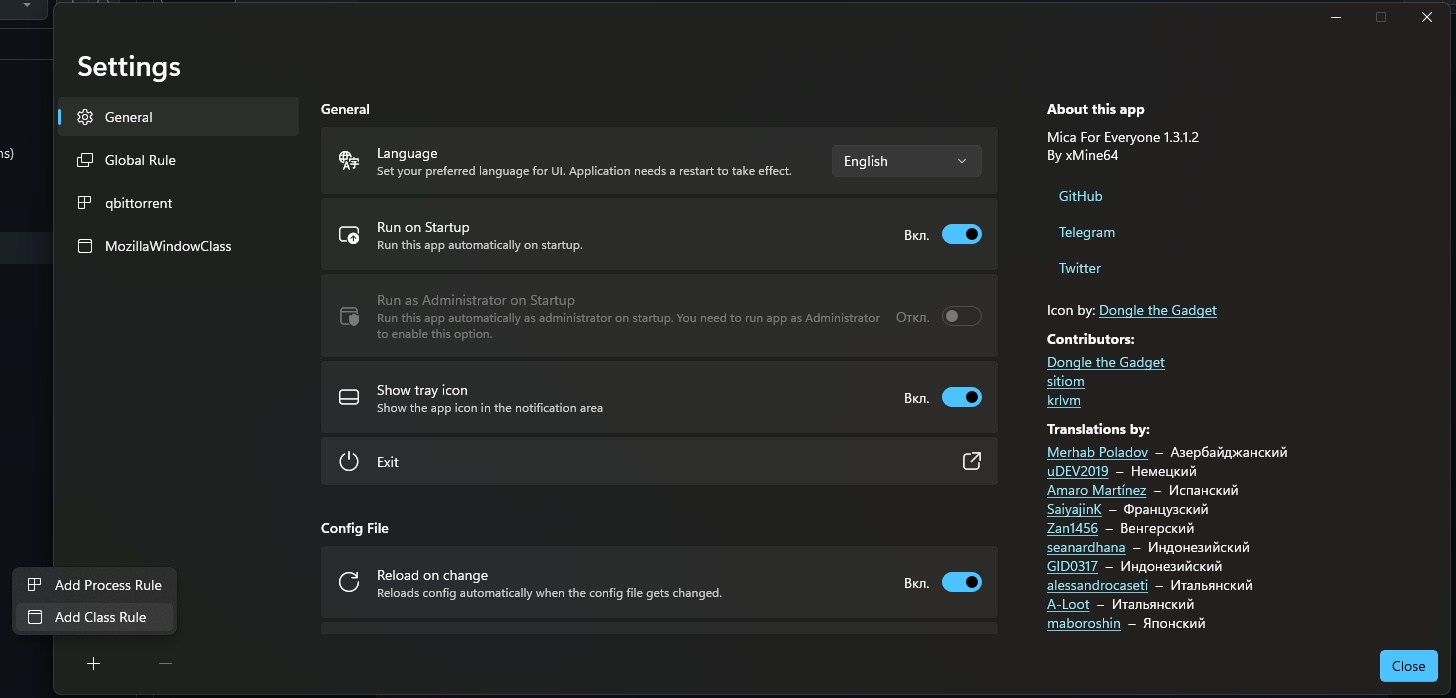 ns)
Settings
General
Global Rule
qbittorrent
MozillaWindowClass
Add Process Rule
Add Class Rule
General
Language
Set your preferred language for UI. Application needs a restart to take effect.
English
Run on Startup
Run this app automatically on startup.
Вкл.
Run as Administrator on Startup
Run this app automatically as administrator on startup. You need to run app as Administrator
to enable this option.
Откл.
Show tray icon
Show the app icon in the notification area
Вкл.
Exit
Config File
Reload on change
Reloads config automatically when the config file gets changed.
Вкл.
About this app
Mica For Everyone 1.3.1.2
By xMine64
GitHub
Telegram
Twitter
Icon by: Dongle the Gadget
Contributors:
Dongle the Gadget
sitiom
krlvm
Translations by:
Merhab Poladov – Азербайджанский
uDEV2019 – Немецкий
Amaro Martínez – Испанский
SaiyajinK – Французский
Zan1456 – Венгерский
seanardhana – Индонезийский
GID0317 – Индонезийский
alessandrocaseti – Итальянский
A-Loot – Итальянский
maboroshin – Японский
Close